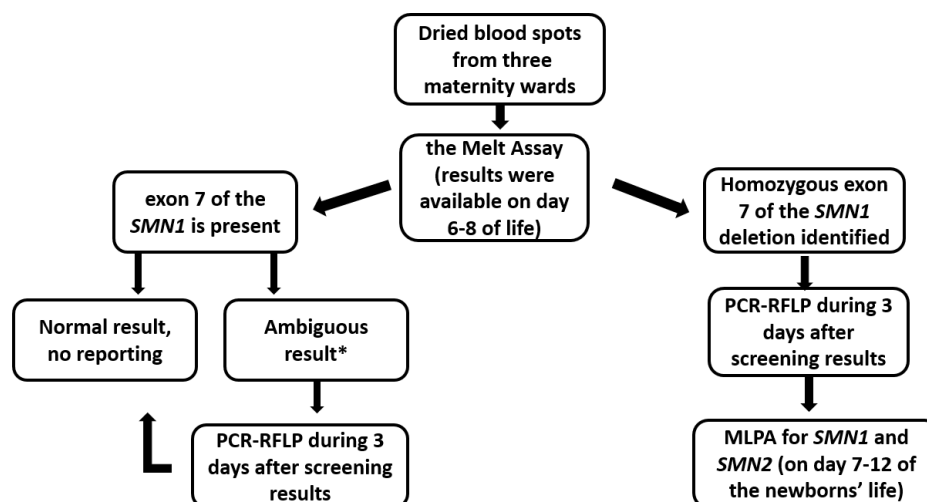 Dried blood spots
from three
maternity wards
the Melt Assay
(results were
available on day
6-8 of life)
exon 7 of the
SMN1 is present
Homozygous exon
7 of the SMN1
deletion identified
Normal result,
no reporting
Ambiguous
result*
PCR-RFLP during 3
days after
screening results
PCR-RFLP during 3
days after screening
results
MLPA for SMN1 and
SMN2 (on day 7-12 of
the newborns' life)